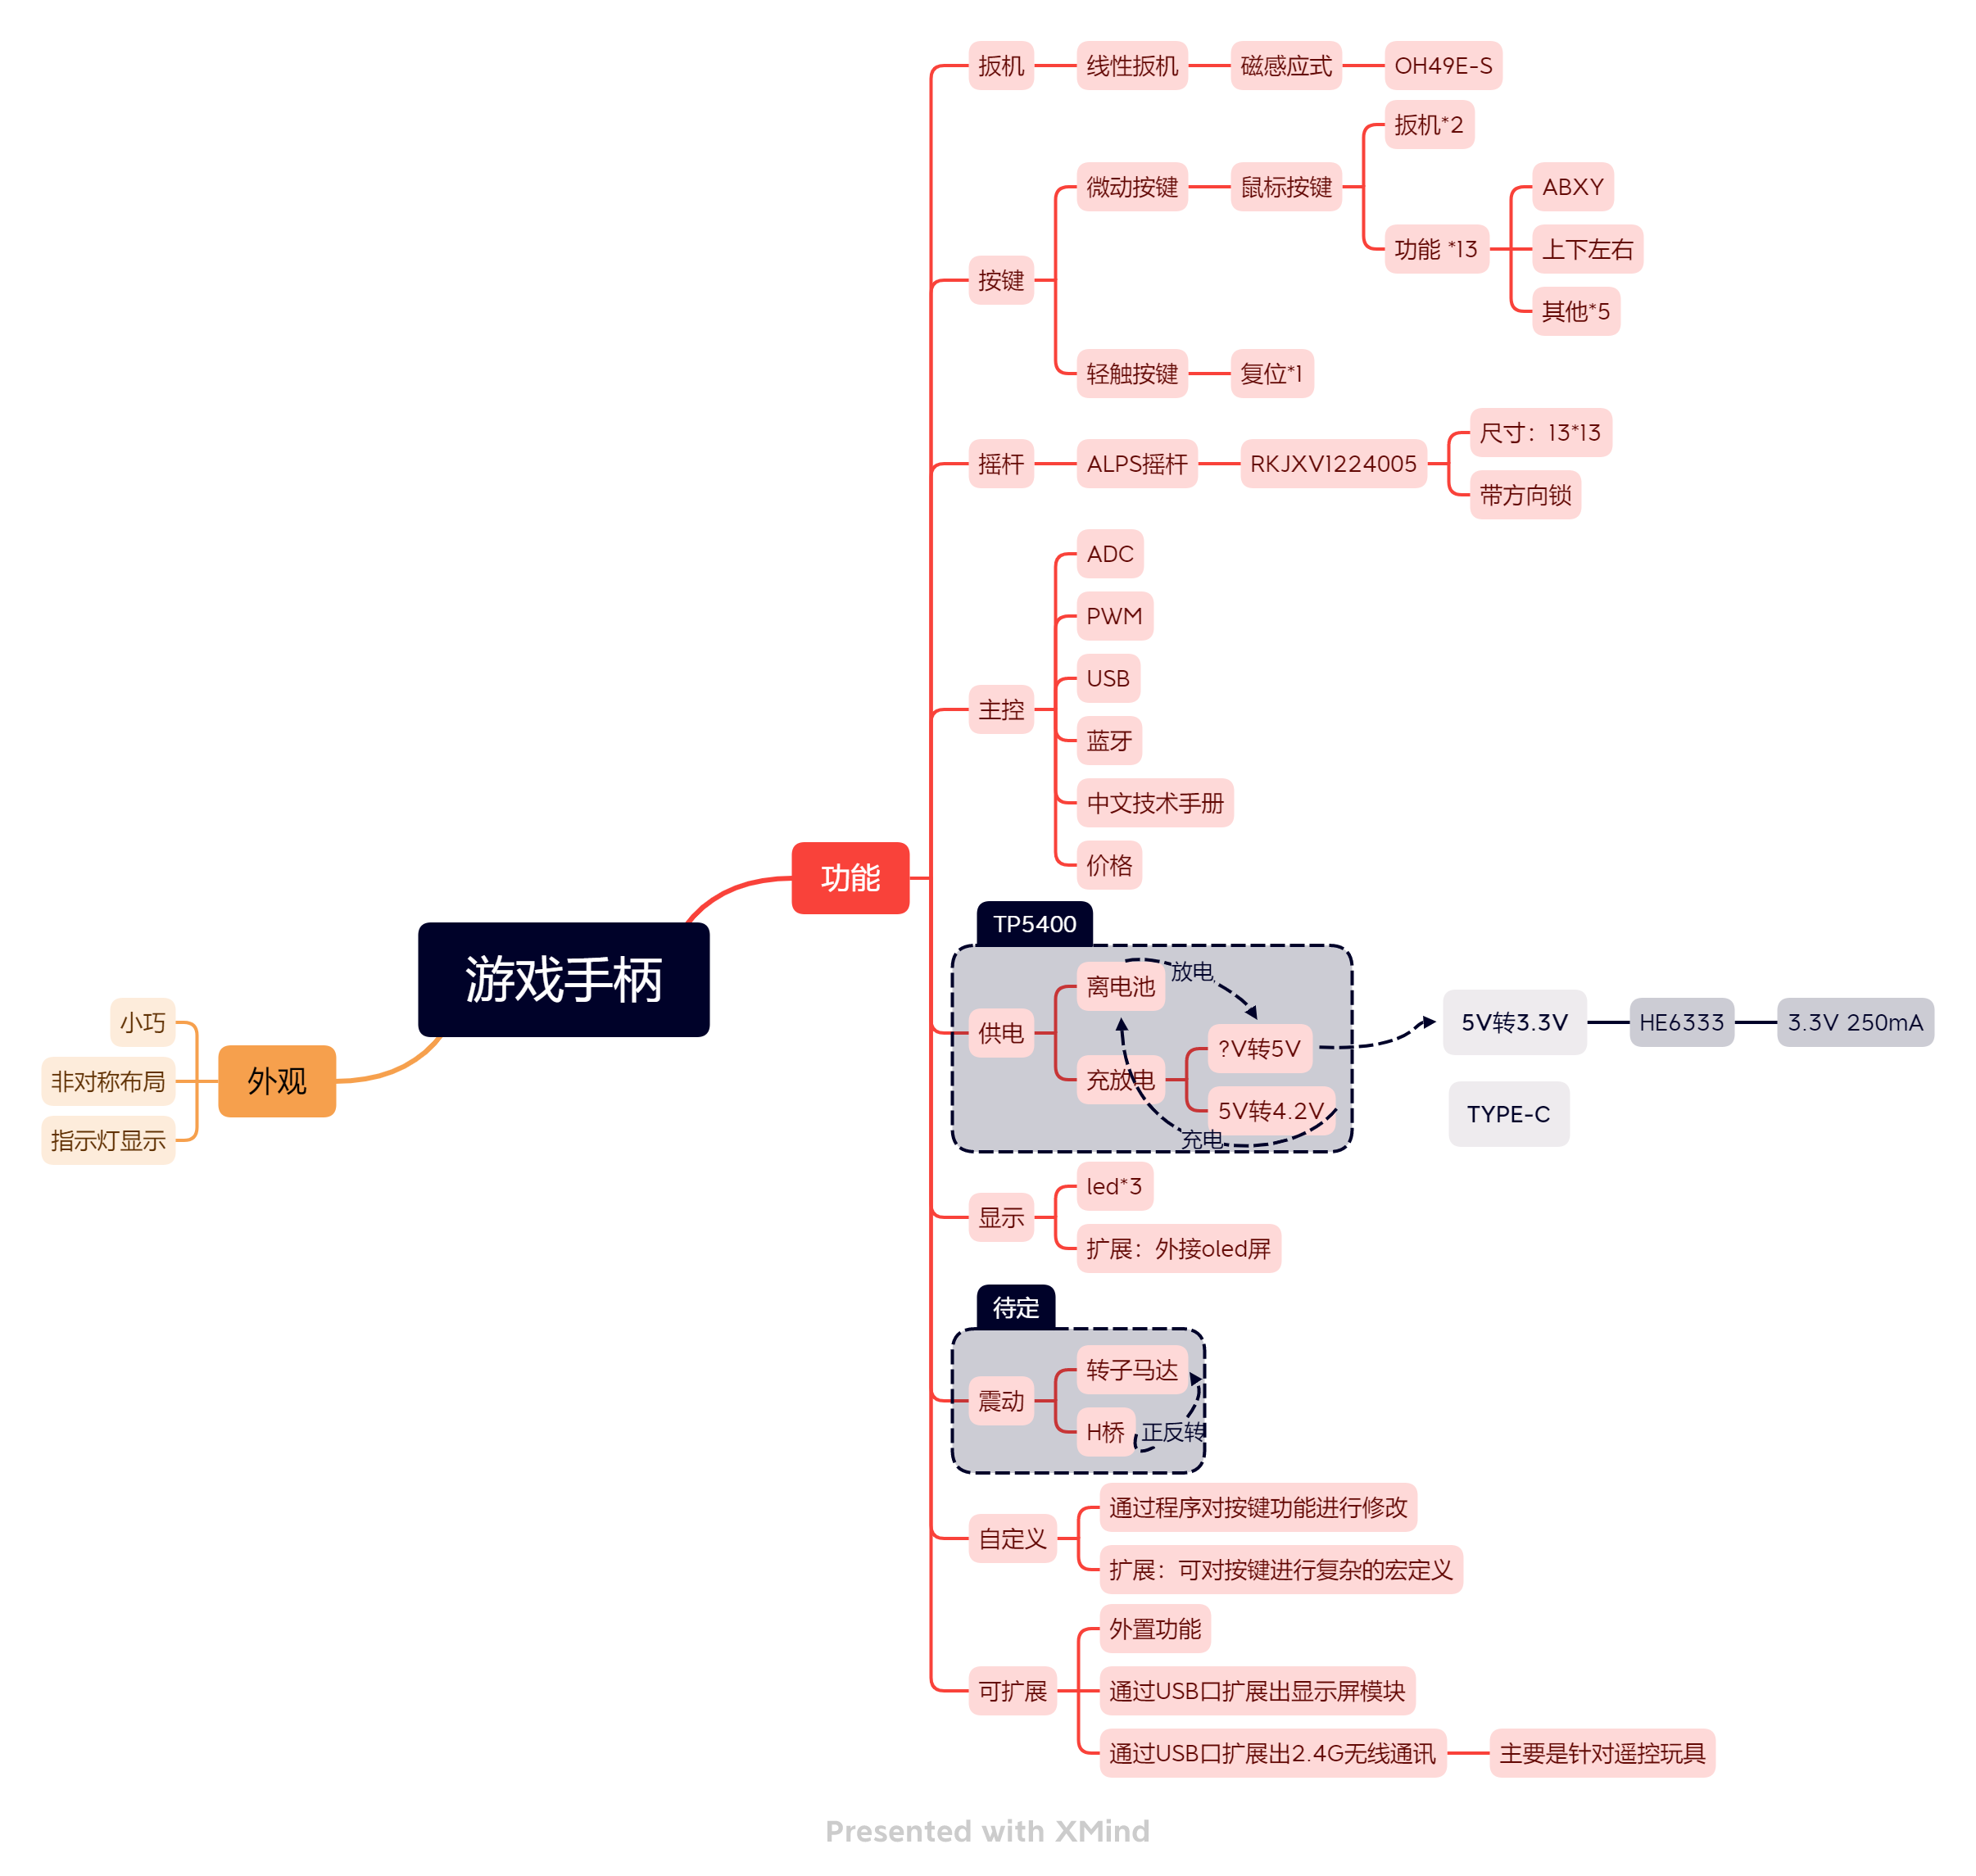 扳机
线性扳机
磁感应式
OH49E-S
扳机*2
微动按键
鼠标按键
ABXY
功能 *13
上下左右
按键
其他*5
轻触按键
复位*1
尺寸：13*13
摇杆
ALPS摇杆
RKJXV1224005
带方向锁
ADC
PWM
USB
主控
蓝牙
中文技术手册
价格
功能
TP5400
游戏手柄
离电池
放电
供电
?V转5V
5V转3.3V
HE6333
3.3V 250mA
充放电
5V转4.2V
充电
TYPE-C
小巧
非对称布局
外观
指示灯显示
led*3
显示
扩展：外接oled屏
待定
转子马达
震动
H桥
正反转
通过程序对按键功能进行修改
自定义
扩展：可对按键进行复杂的宏定义
外置功能
可扩展
通过USB口扩展出显示屏模块
通过USB口扩展出2.4G无线通讯
主要是针对遥控玩具
Presented with XMind